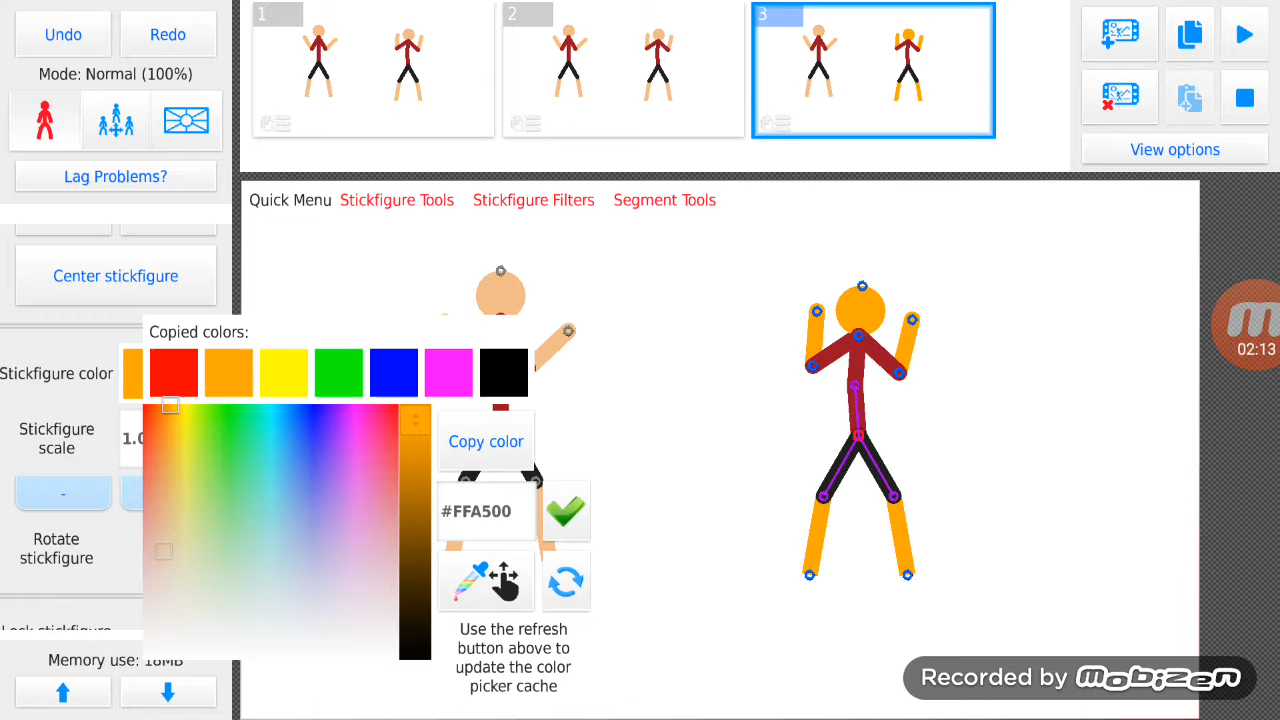 Undo
Redo
Mode: Normal (100%)
Lag Problems?
Center stickfigure
Stickfigure color
Stickfigure
scale
1.0
-
Rotate
stickfigure
Memory use: 18MB
1
2
3
View options
Quick Menu Stickfigure Tools Stickfigure Filters Segment Tools
Copied colors:
Copy color
#FFA500
Use the refresh
button above to
update the color
picker cache
02:13
Recorded by mobizen